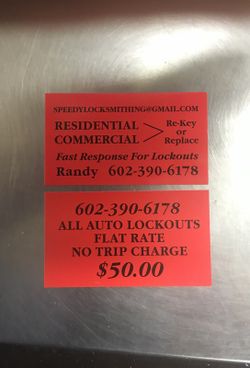 SPEEDYLOCKSMITHING@GMAIL.COM
RESIDENTIAL
COMMERCIAL
> Re-Key
or
Replace
Fast Response For Lockouts
Randy 602-390-6178
602-390-6178
ALL AUTO LOCKOUTS
FLAT RATE
NO TRIP CHARGE
$50.00